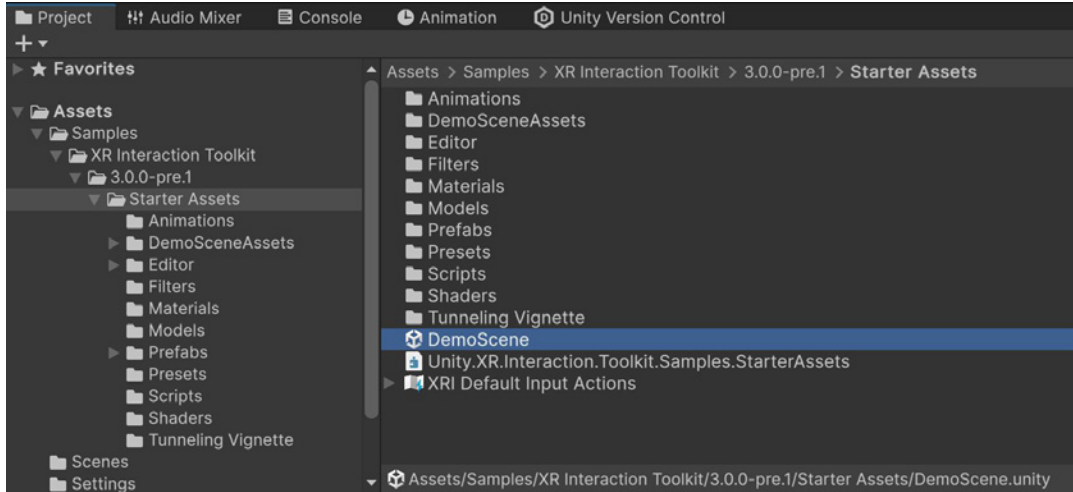 Project Audio Mixer Console Animation Unity Version Control
+
Favorites
Assets
Samples
XR Interaction Toolkit
3.0.0-pre.1
Starter Assets
Animations
DemoSceneAssets
Editor
Filters
Materials
Models
Prefabs
Presets
Scripts
Shaders
Tunneling Vignette
Scenes
Settings
Assets > Samples > XR Interaction Toolkit > 3.0.0-pre.1 > Starter Assets
Animations
DemoSceneAssets
Editor
Filters
Materials
Models
Prefabs
Presets
Scripts
Shaders
Tunneling Vignette
DemoScene
Unity.XR.Interaction.Toolkit.Samples.StarterAssets
XRI Default Input Actions
Assets/Samples/XR Interaction Toolkit/3.0.0-pre.1/Starter Assets/DemoScene.unity